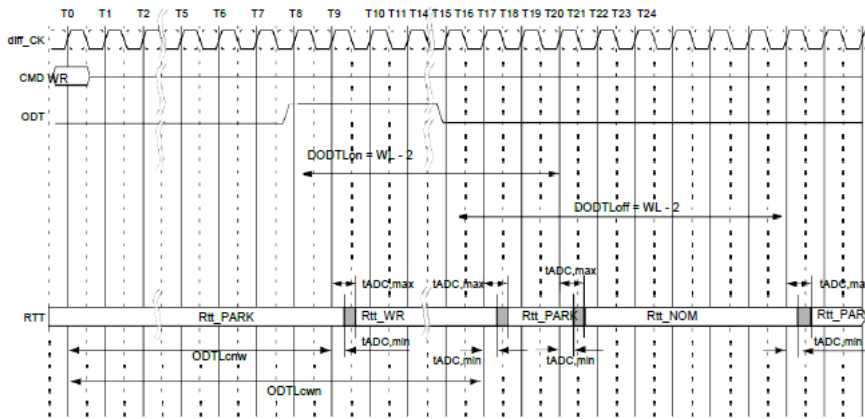 T0 T1 T2 T5 T6 T7 T8 T9 T10 T11 T14 T15 T16 T17 T18 T19 T20 T21 T22 T23 T24
diff_CK
CMD WR
ODT
DODTLon = WL - 2
DODTLoff = WL - 2
tADC,max tADC,max tADC,max tADC,ma
RTT Rtt_PARK Rtt_WR Rtt_PARK Rtt_NOM Rtt_PAR
ODTLcnw tADC,min tADC,min tADC,min tADC,min
ODTLcwn